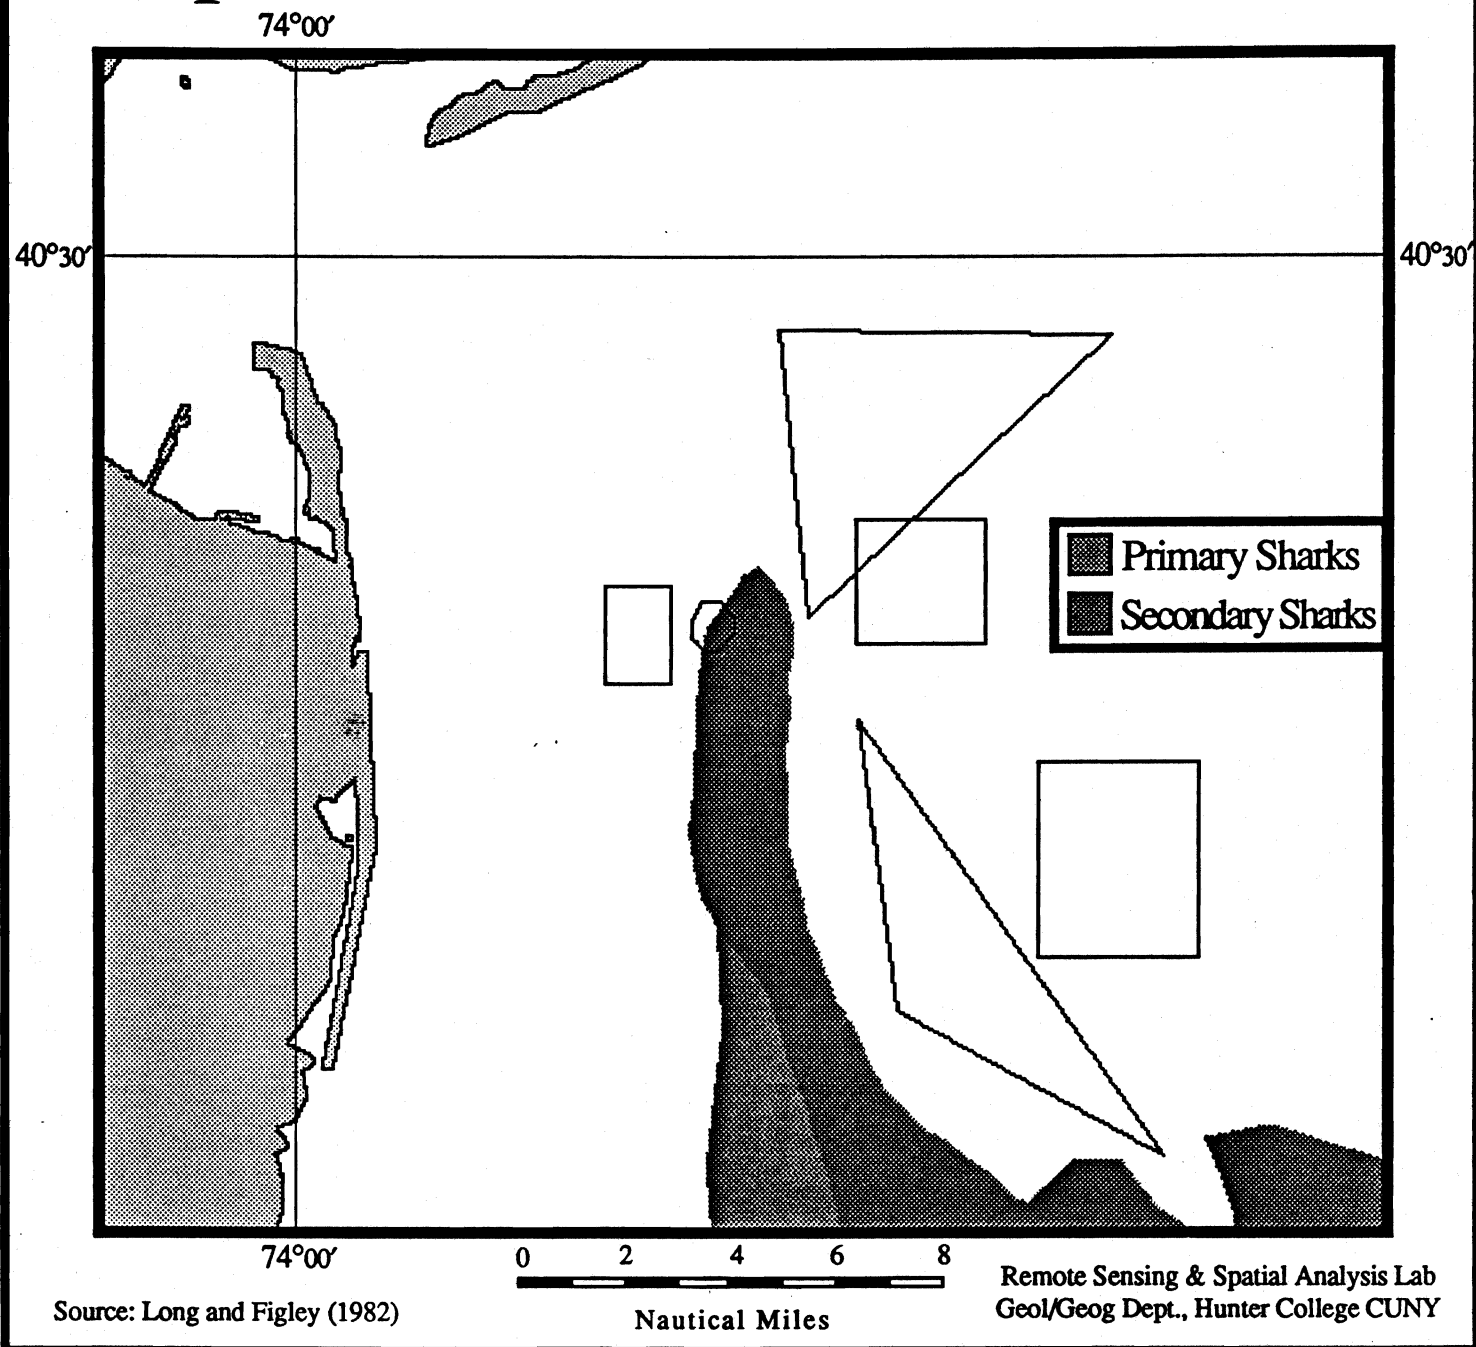 74°00′
40°30′
40°30′
Primary Sharks
Secondary Sharks
74°00′
0 2 4 6 8
Nautical Miles
Source: Long and Figley (1982)
Remote Sensing & Spatial Analysis Lab
Geol/Geog Dept., Hunter College CUNY